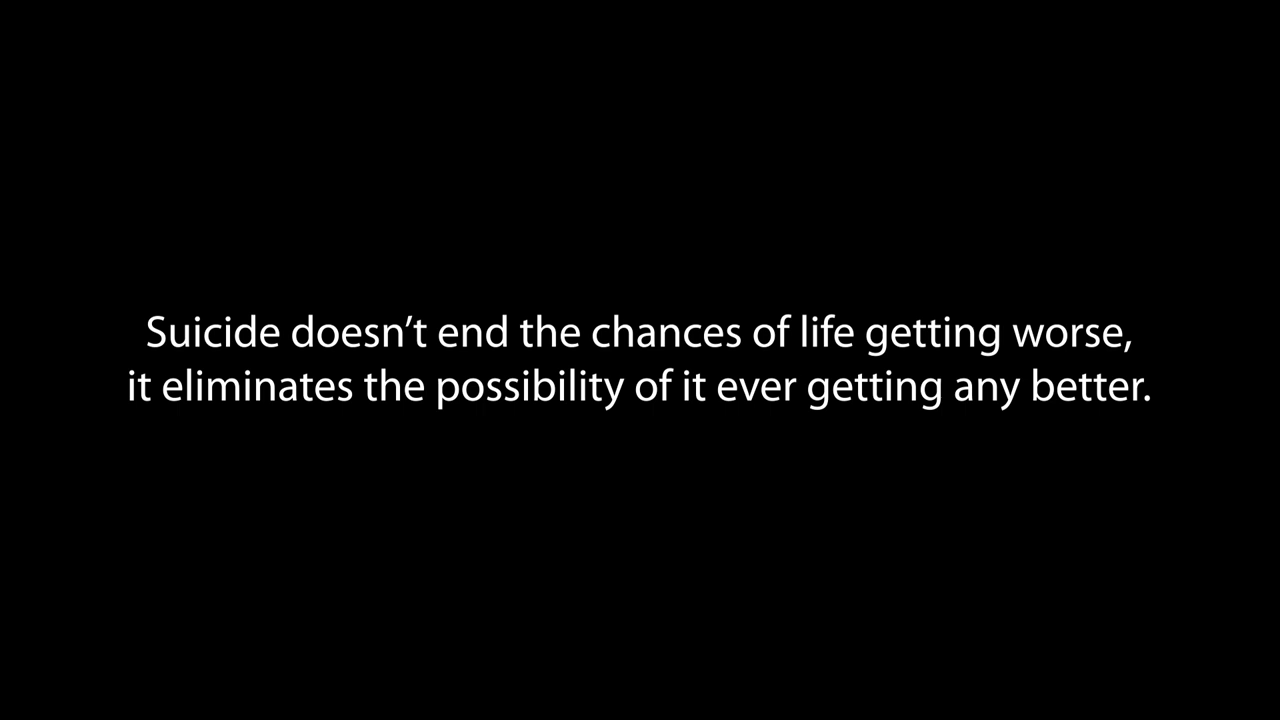 Suicide doesn’t end the chances of life getting worse,
it eliminates the possibility of it ever getting any better.